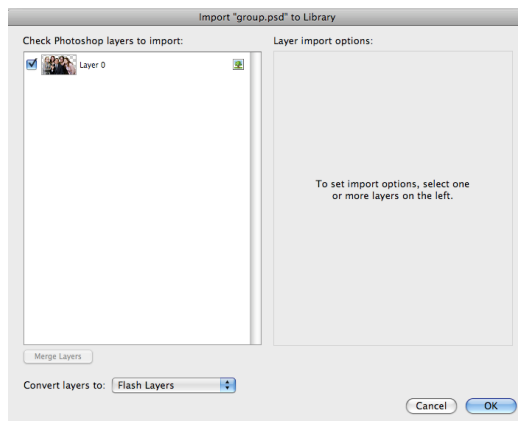 Import "group.psd" to Library
Check Photoshop layers to import:
Layer import options:
Layer 0
To set import options, select one
or more layers on the left.
Merge Layers
Convert layers to: Flash Layers
Cancel OK